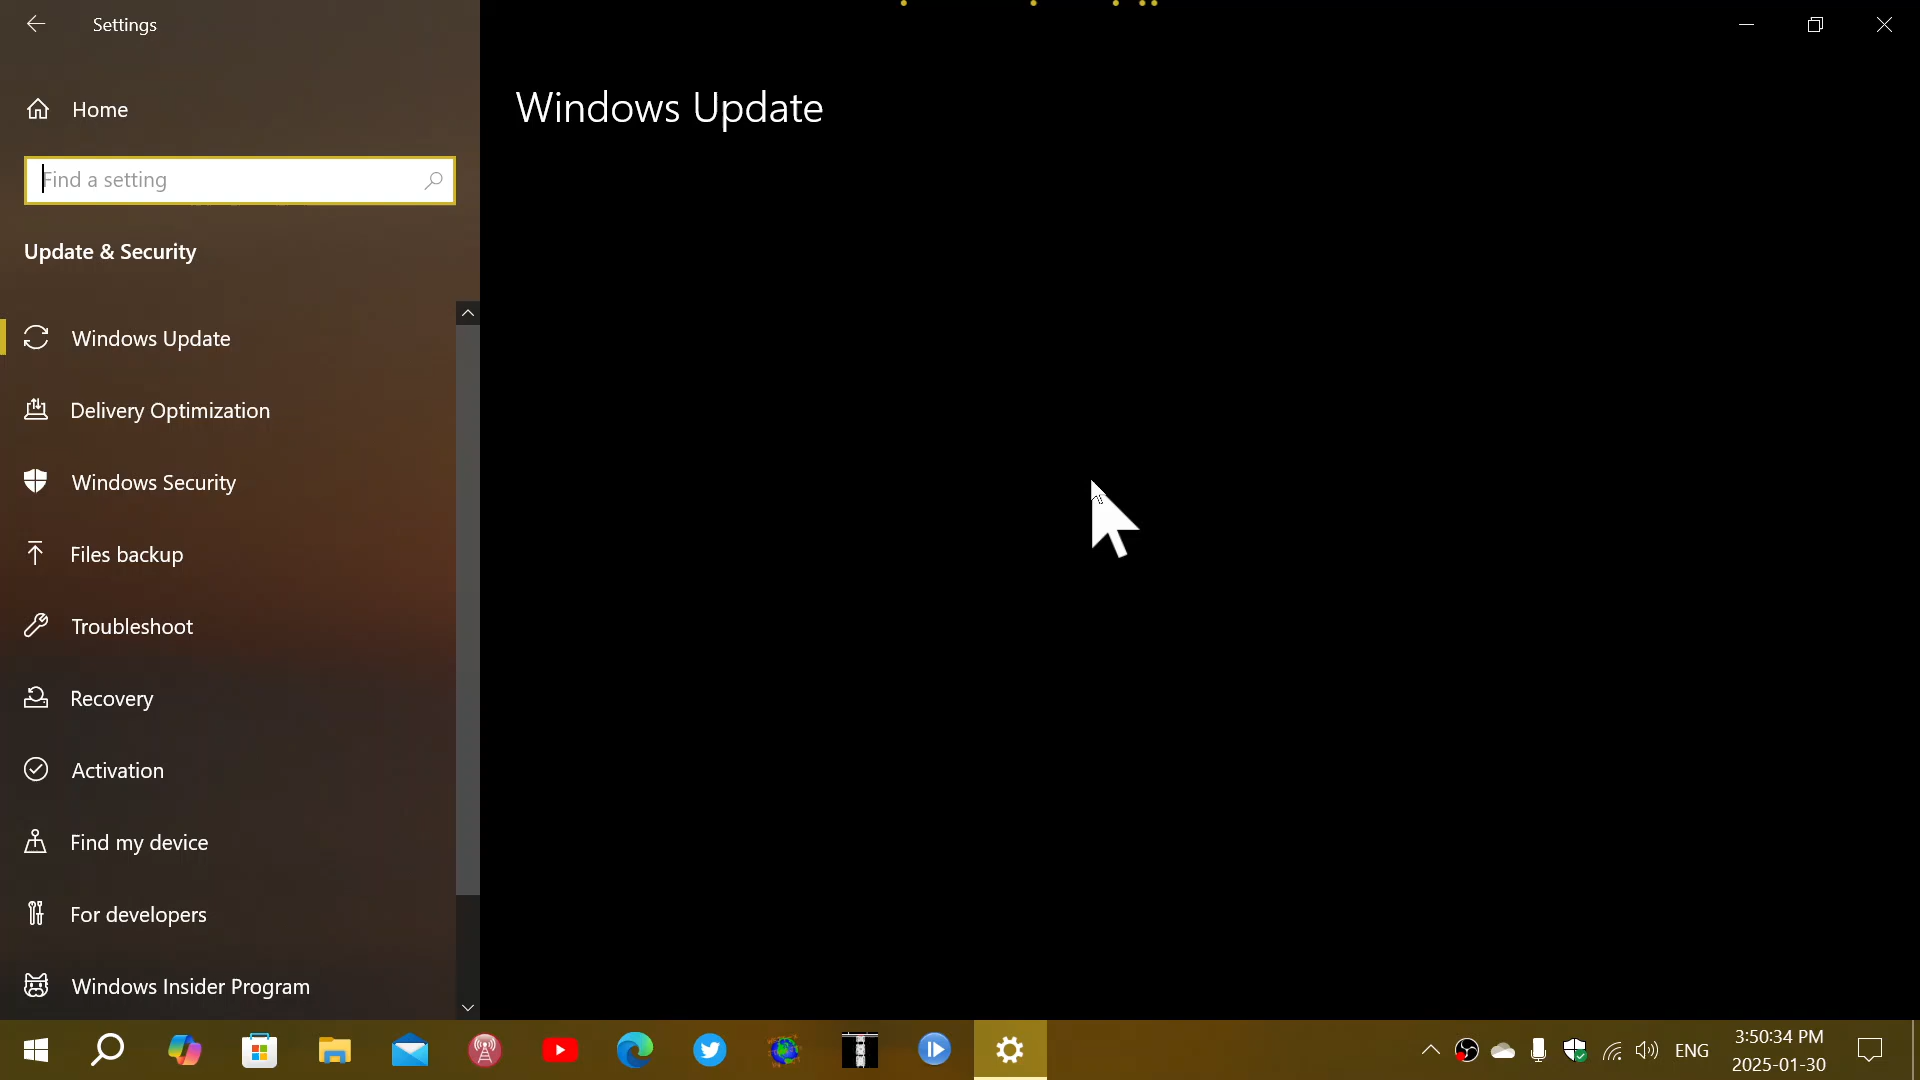 Settings
Home
Find a setting
Update & Security
Windows Update
Delivery Optimization
Windows Security
Files backup
Troubleshoot
Recovery
Activation
Find my device
For developers
Windows Insider Program
Windows Update
ENG
3:50:34 PM
2025-01-30